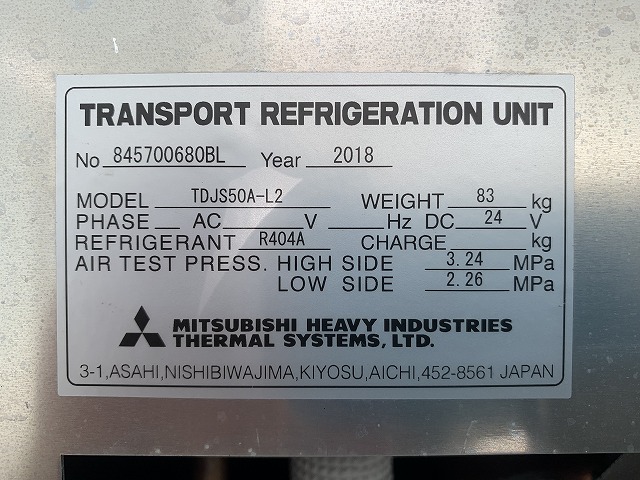 TRANSPORT REFRIGERATION UNIT
No 845700680BL Year 2018
MODEL TDJS50A-L2 WEIGHT 83 kg
PHASE AC V Hz DC 24 V
REFRIGERANT R404A CHARGE kg
AIR TEST PRESS. HIGH SIDE 3.24 MPa
LOW SIDE 2.26 MPa
MITSUBISHI HEAVY INDUSTRIES
THERMAL SYSTEMS, LTD.
3-1,ASAHI,NISHIBIWAJIMA,KIYOSU,AICHI,452-8561 JAPAN